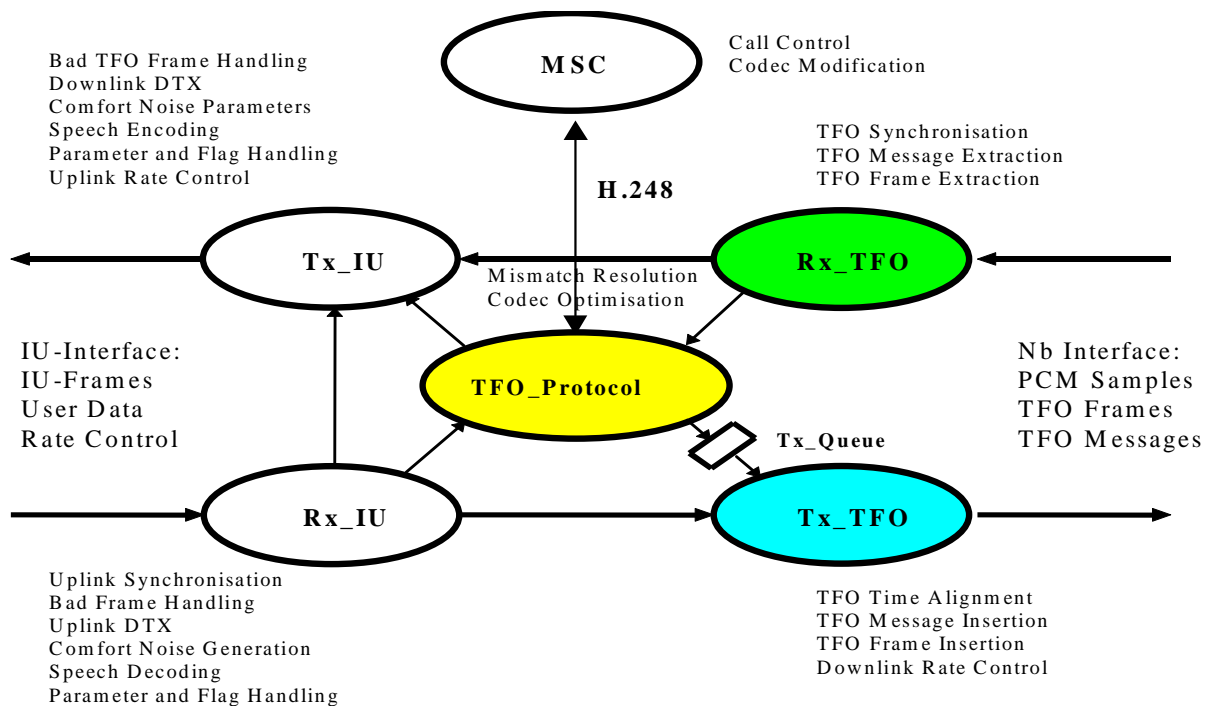 Bad TFO Frame Handling
Downlink DTX
Comfort Noise Parameters
Speech Encoding
Parameter and Flag Handling
Uplink Rate Control
MSC
Call Control
Codec Modification
TFO Synchronisation
TFO Message Extraction
TFO Frame Extraction
H.248
Tx_IU
Rx_TFO
Mismatch Resolution
Codec Optimisation
IU-Interface:
IU-Frames
User Data
Rate Control
TFO_Protocol
Nb Interface:
PCM Samples
TFO Frames
TFO Messages
Tx_Queue
Rx_IU
Tx_TFO
Uplink Synchronisation
Bad Frame Handling
Uplink DTX
Comfort Noise Generation
Speech Decoding
Parameter and Flag Handling
TFO Time Alignment
TFO Message Insertion
TFO Frame Insertion
Downlink Rate Control